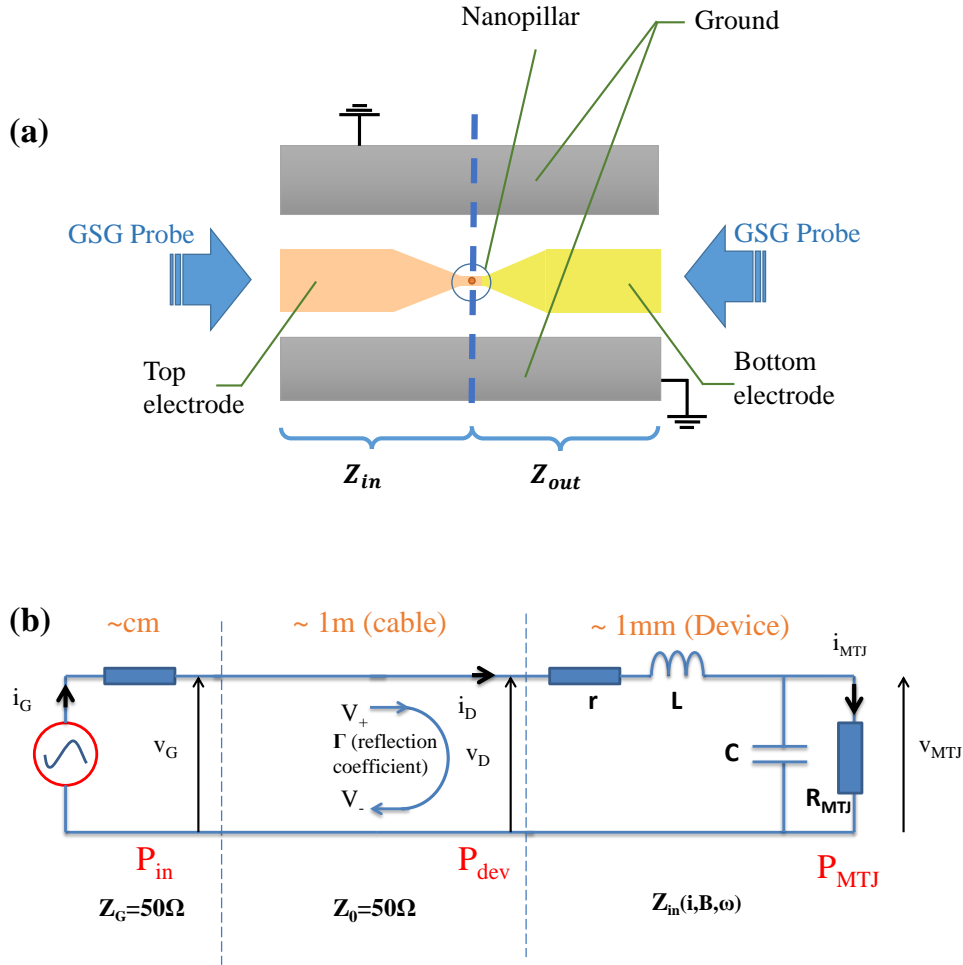 Nanopillar
Ground
(a)
GSG Probe
GSG Probe
Top
electrode
Bottom
electrode
Z_in
Z_out
(b)
~cm
~ 1m (cable)
~ 1mm (Device)
i_MTJ
i_G
v_G
V_+
Γ (reflection
coefficient)
V_-
i_D
v_D
r
L
C
R_MTJ
v_MTJ
P_in
P_dev
P_MTJ
Z_G=50Ω
Z_0=50Ω
Z_in(i,B,ω)